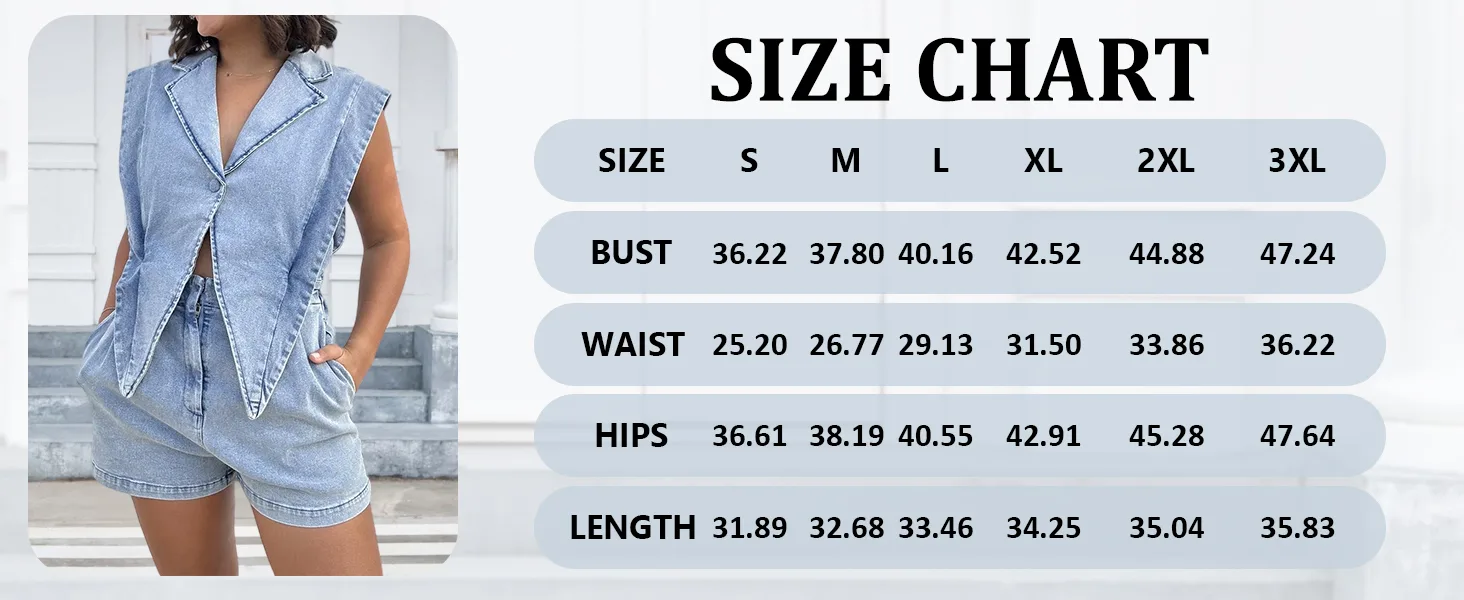 SIZE CHART
SIZE S M L XL 2XL 3XL
BUST 36.22 37.80 40.16 42.52 44.88 47.24
WAIST 25.20 26.77 29.13 31.50 33.86 36.22
HIPS 36.61 38.19 40.55 42.91 45.28 47.64
LENGTH 31.89 32.68 33.46 34.25 35.04 35.83